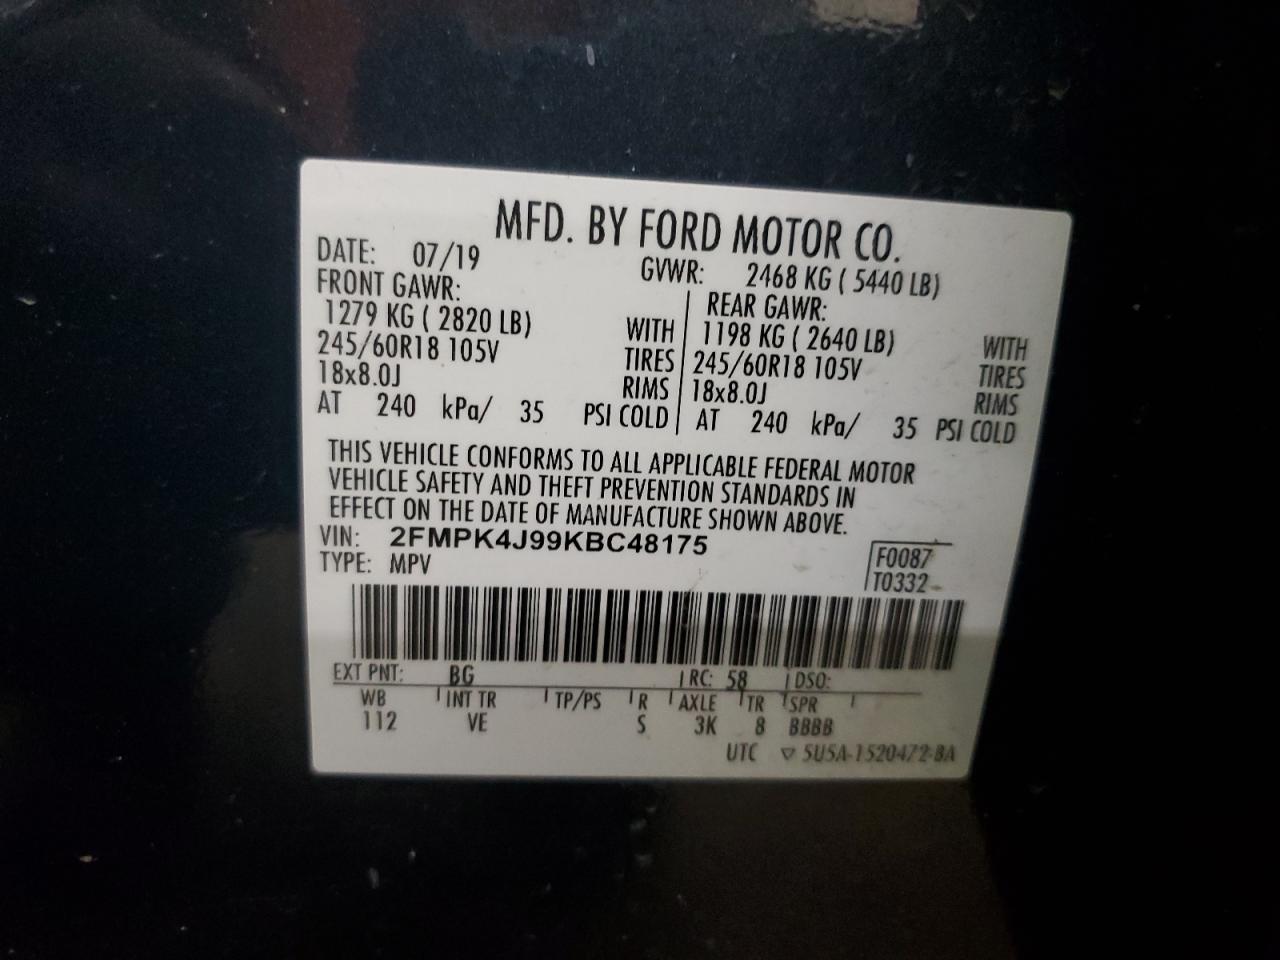 MFD. BY FORD MOTOR CO.
DATE: 07/19 GVWR: 2468 KG ( 5440 LB)
FRONT GAWR: REAR GAWR:
1279 KG ( 2820 LB) WITH 1198 KG ( 2640 LB) WITH
245/60R18 105V TIRES 245/60R18 105V TIRES
18x8.0J RIMS 18x8.0J RIMS
AT 240 kPa/ 35 PSI COLD AT 240 kPa/ 35 PSI COLD
THIS VEHICLE CONFORMS TO ALL APPLICABLE FEDERAL MOTOR
VEHICLE SAFETY AND THEFT PREVENTION STANDARDS IN
EFFECT ON THE DATE OF MANUFACTURE SHOWN ABOVE.
VIN: 2FMPK4J99KBC48175 F0087
TYPE: MPV T0332
EXT PNT: BG RC: 58 DSO:
WB INT TR TP/PS R AXLE TR SPR
112 VE S 3K 8 BBBB
UTC ▽ 5U5A-1520472-BA